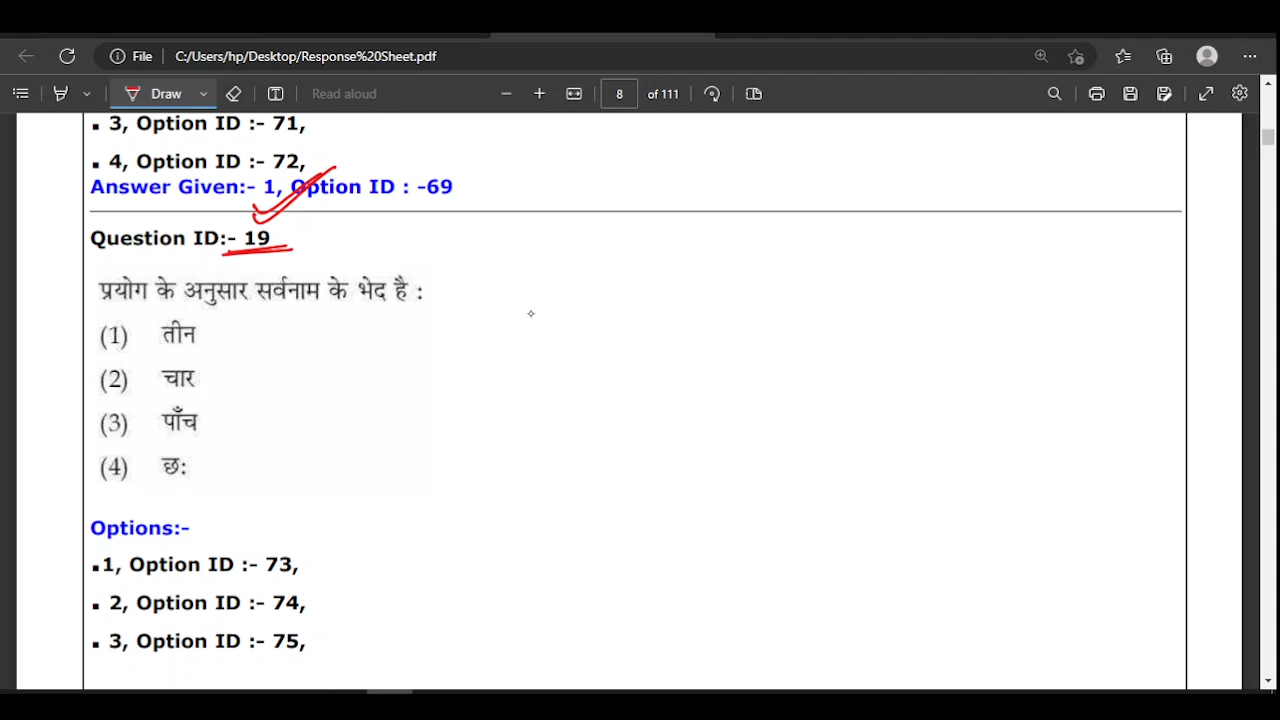 File
C:/Users/hp/Desktop/Response%20Sheet.pdf
Draw
Read aloud
8
of 111
▪ 3, Option ID :- 71,
▪ 4, Option ID :- 72,
Answer Given:- 1, Option ID : -69
Question ID:- 19
प्रयोग के अनुसार सर्वनाम के भेद है :
(1) तीन
(2) चार
(3) पाँच
(4) छः
Options:-
▪1, Option ID :- 73,
▪ 2, Option ID :- 74,
▪ 3, Option ID :- 75,